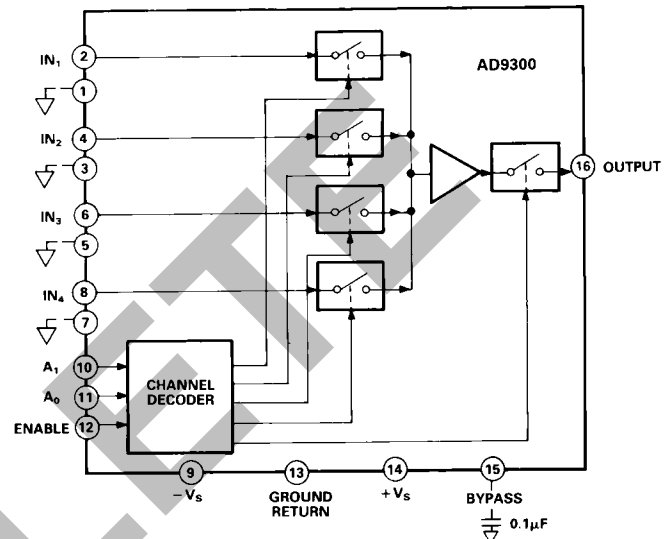 AD9300
IN1 2
1
IN2 4
3
IN3 6
5
IN4 8
7
A1 10
A0 11
ENABLE 12
CHANNEL
DECODER
16 OUTPUT
9
−VS
13
GROUND
RETURN
14
+VS
15
BYPASS
0.1μF
LETE